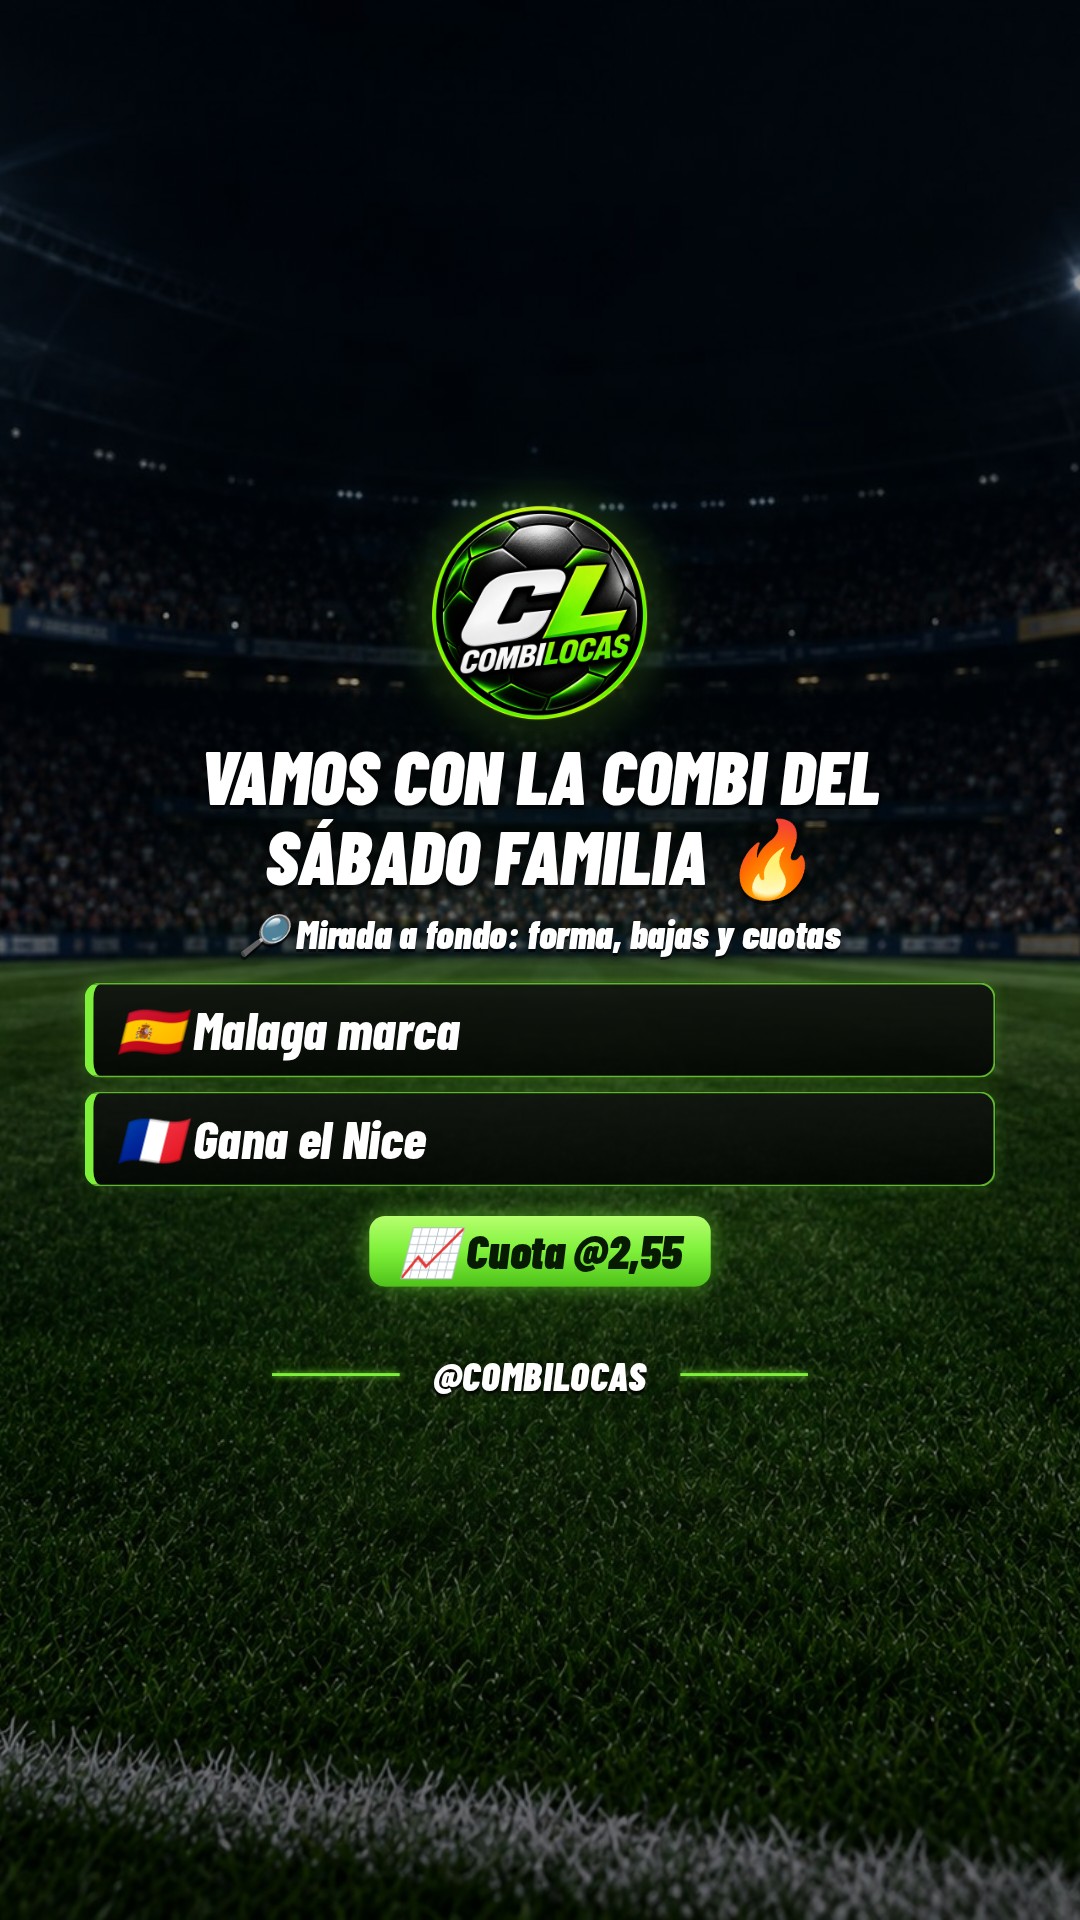 CL
COMBILOCAS
VAMOS CON LA COMBI DEL
SÁBADO FAMILIA 🔥
🔎 Mirada a fondo: forma, bajas y cuotas
🇪🇸 Malaga marca
🇫🇷 Gana el Nice
📈 Cuota @2,55
@COMBILOCAS